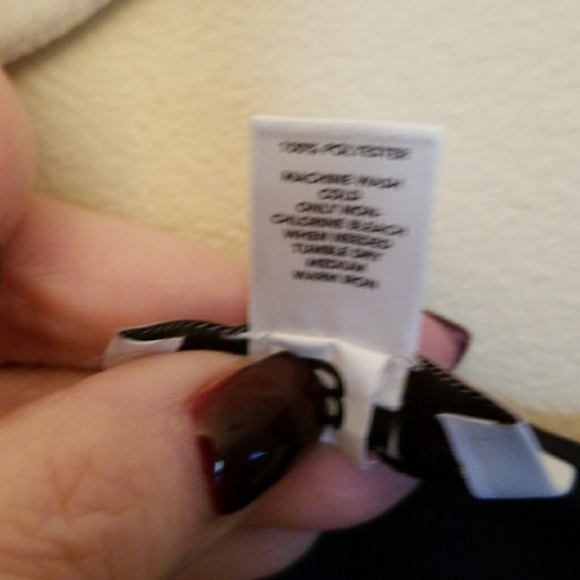 100% POLYESTER
MACHINE WASH
COLD
ONLY NON-
CHLORINE BLEACH
WHEN NEEDED
TUMBLE DRY
MEDIUM
WARM IRON